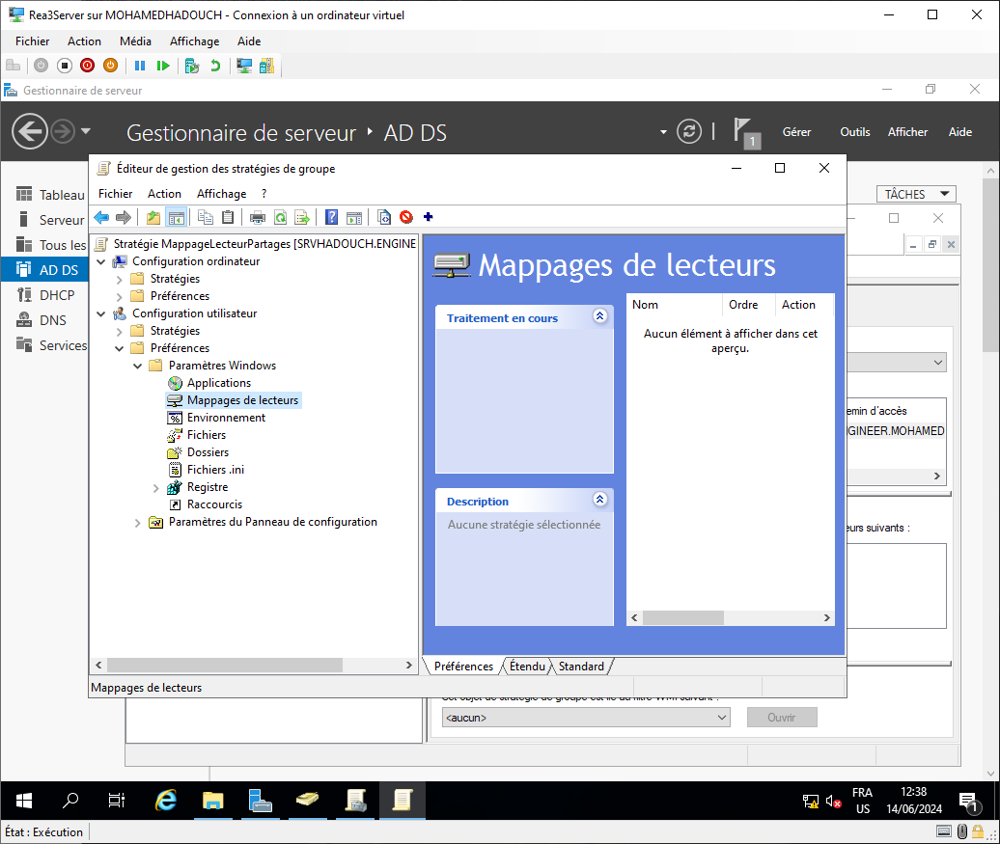 Rea3Server sur MOHAMEDHADOUCH - Connexion à un ordinateur virtuel
Fichier Action Média Affichage Aide
Gestionnaire de serveur
Gestionnaire de serveur AD DS
1
Gérer Outils Afficher Aide
Éditeur de gestion des stratégies de groupe
Fichier Action Affichage ?
Tableau
Serveur
Tous les
AD DS
DHCP
DNS
Services
TÂCHES
Stratégie MappageLecteurPartages [SRVHADOUCH.ENGINE
Configuration ordinateur
Stratégies
Préférences
Configuration utilisateur
Stratégies
Préférences
Paramètres Windows
Applications
Mappages de lecteurs
Environnement
Fichiers
Dossiers
Fichiers .ini
Registre
Raccourcis
Paramètres du Panneau de configuration
Mappages de lecteurs
Traitement en cours
Description
Aucune stratégie sélectionnée
Nom Ordre Action
Aucun élément à afficher dans cet
aperçu.
Préférences Étendu Standard
Mappages de lecteurs
emin d'accès
GINEER.MOHAMED
eurs suivants :
Cet objet de stratégie de groupe est lié au filtre WMI suivant :
<aucun> Ouvrir
FRA
US
12:38
14/06/2024
1
État : Exécution